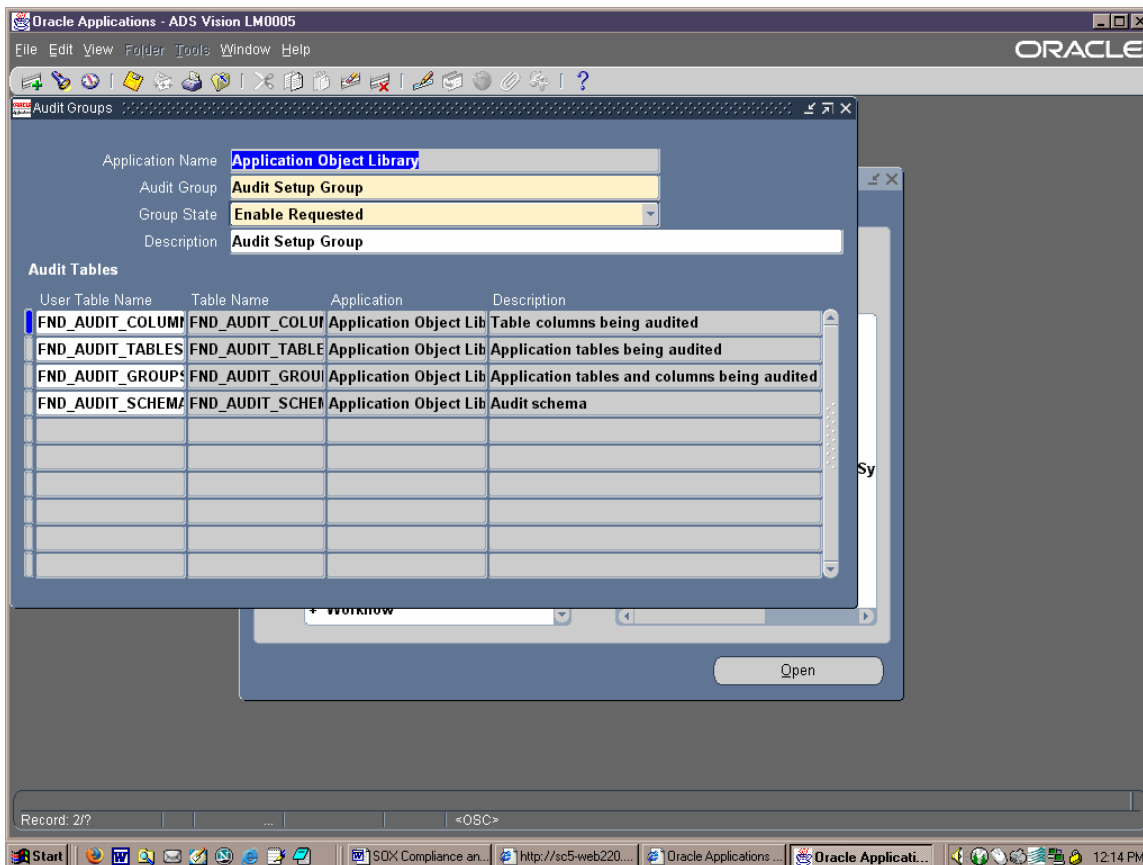 Oracle Applications - ADS Vision LM0005
File Edit View Folder Tools Window Help
ORACLE
Audit Groups
Application Name Application Object Library
Audit Group Audit Setup Group
Group State Enable Requested
Description Audit Setup Group
Audit Tables
User Table Name Table Name Application Description
FND_AUDIT_COLUMN FND_AUDIT_COLUM Application Object Lib Table columns being audited
FND_AUDIT_TABLES FND_AUDIT_TABLE Application Object Lib Application tables being audited
FND_AUDIT_GROUPS FND_AUDIT_GROUI Application Object Lib Application tables and columns being audited
FND_AUDIT_SCHEMA FND_AUDIT_SCHEM Application Object Lib Audit schema
Sy
+ Workflow
Open
Record: 2/? ... <OSC>
Start SOX Compliance an... http://sc5-web220.... Oracle Applications ... Oracle Applicati... 12:14 PM